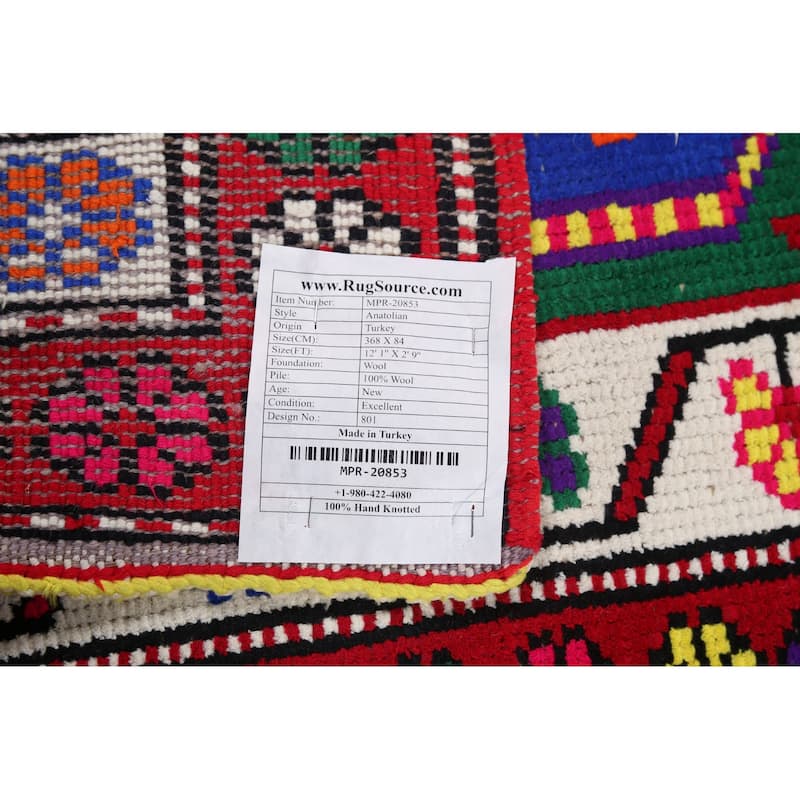 www.RugSource.com
Item Number: MPR-20853
Style Anatolian
Origin Turkey
Size(CM): 368 X 84
Size(FT): 12' 1" X 2' 9"
Foundation: Wool
Pile: 100% Wool
Age: New
Condition: Excellent
Design No.: 801
Made in Turkey
MPR-20853
+1-980-422-4080
100% Hand Knotted